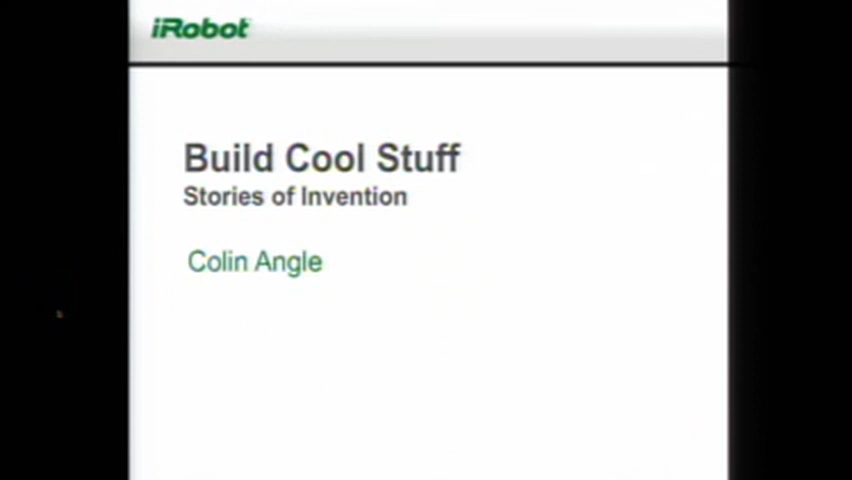 iRobot
Build Cool Stuff
Stories of Invention
Colin Angle